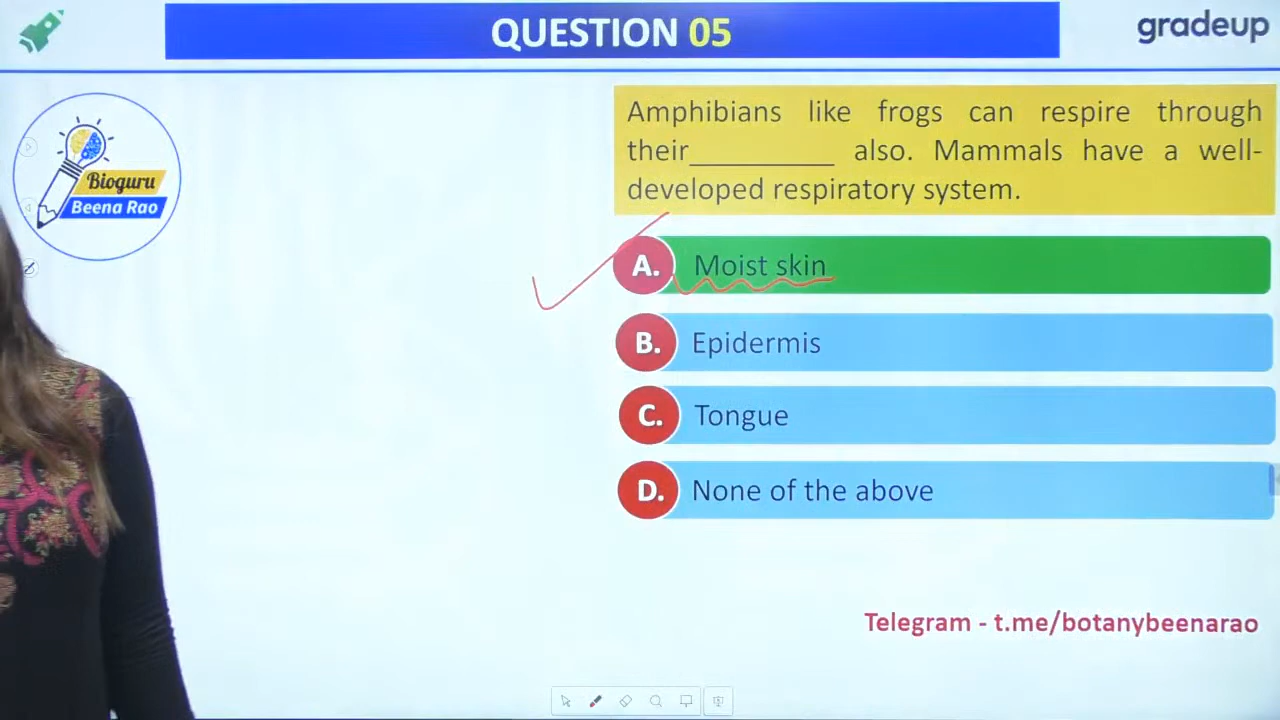 QUESTION 05
gradeup
Bioguru
Beena Rao
Amphibians like frogs can respire through
their_________ also. Mammals have a well-
developed respiratory system.
A. Moist skin
B. Epidermis
C. Tongue
D. None of the above
Telegram - t.me/botanybeenarao